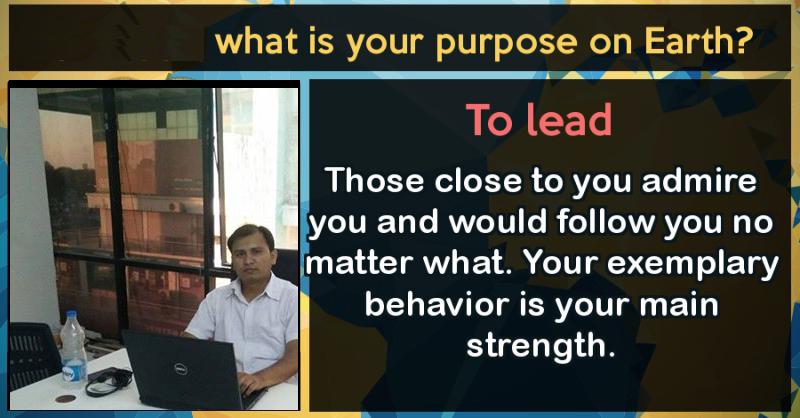 what is your purpose on Earth?
To lead
Those close to you admire
you and would follow you no
matter what. Your exemplary
behavior is your main
strength.
DELL